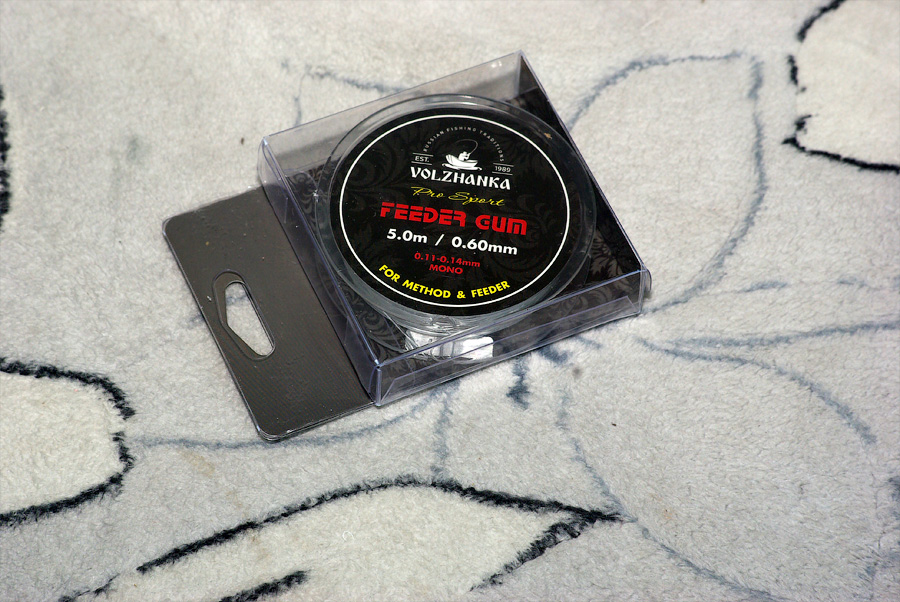 RUSSIAN FISHING TRADITIONS
EST. 1989
VOLZHANKA
Pro Sport
FEEDER GUM
5.0m / 0.60mm
0.11-0.14mm
MONO
FOR METHOD & FEEDER